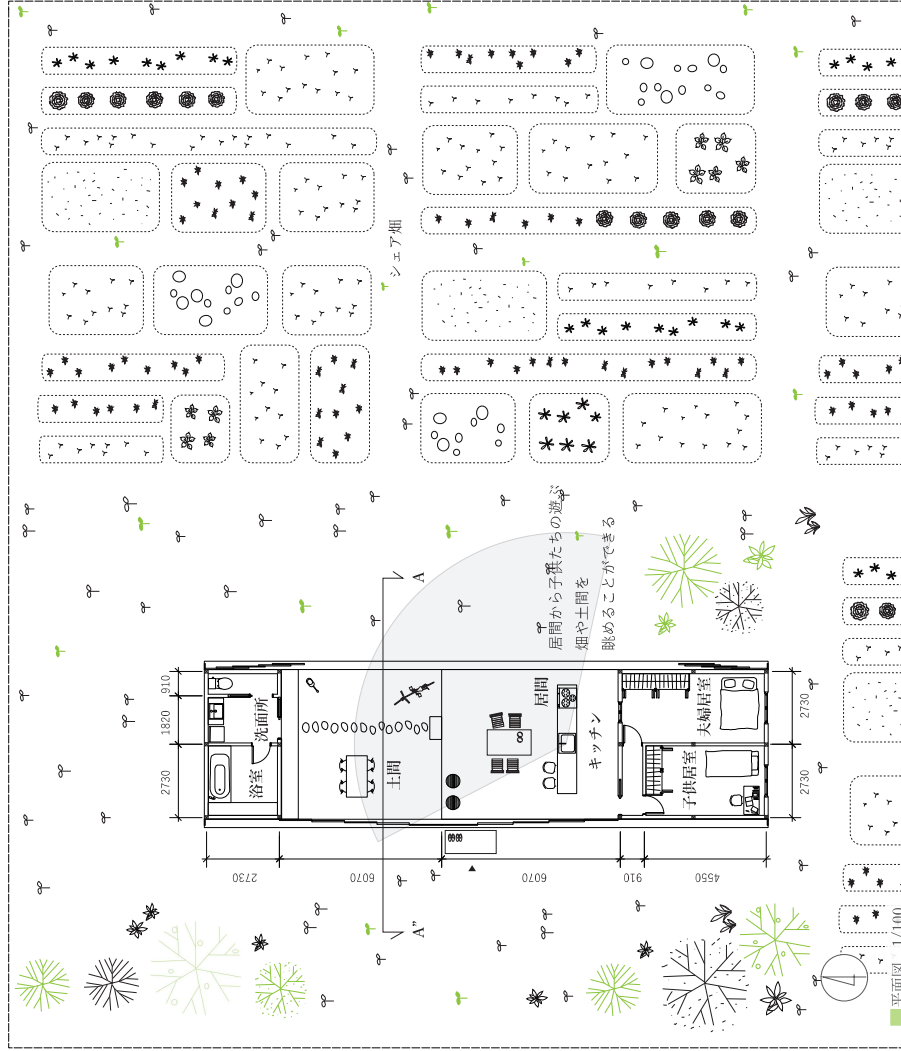 シェア畑
居間から子供たちの遊ぶ
畑や土間を
眺めることができる
A
A"
910
1820
2730
洗面所
浴室
土間
居間
キッチン
夫婦居室
子供居室
2730
2730
2730
6070
6070
910
4550
平面図 1/100